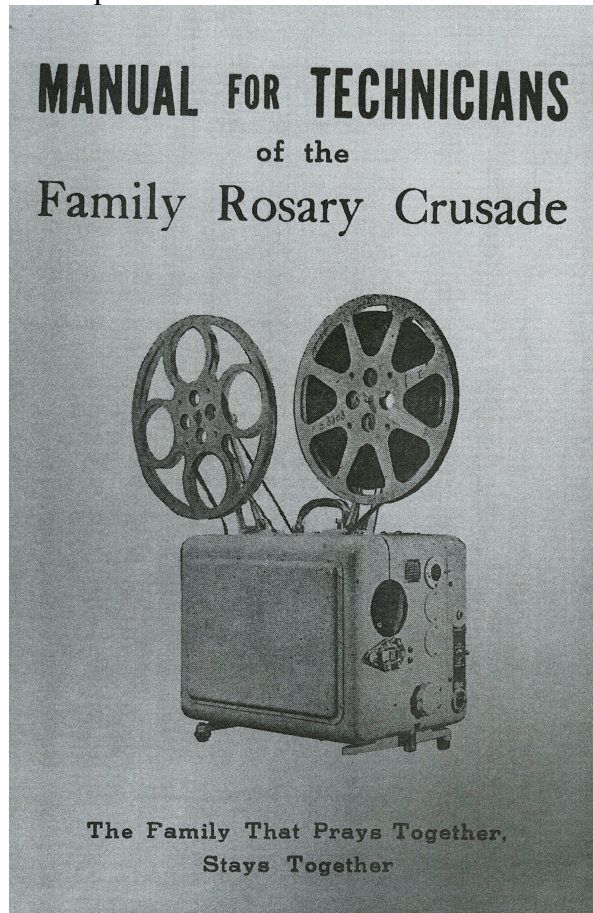 MANUAL FOR TECHNICIANS
of the
Family Rosary Crusade
The Family That Prays Together,
Stays Together